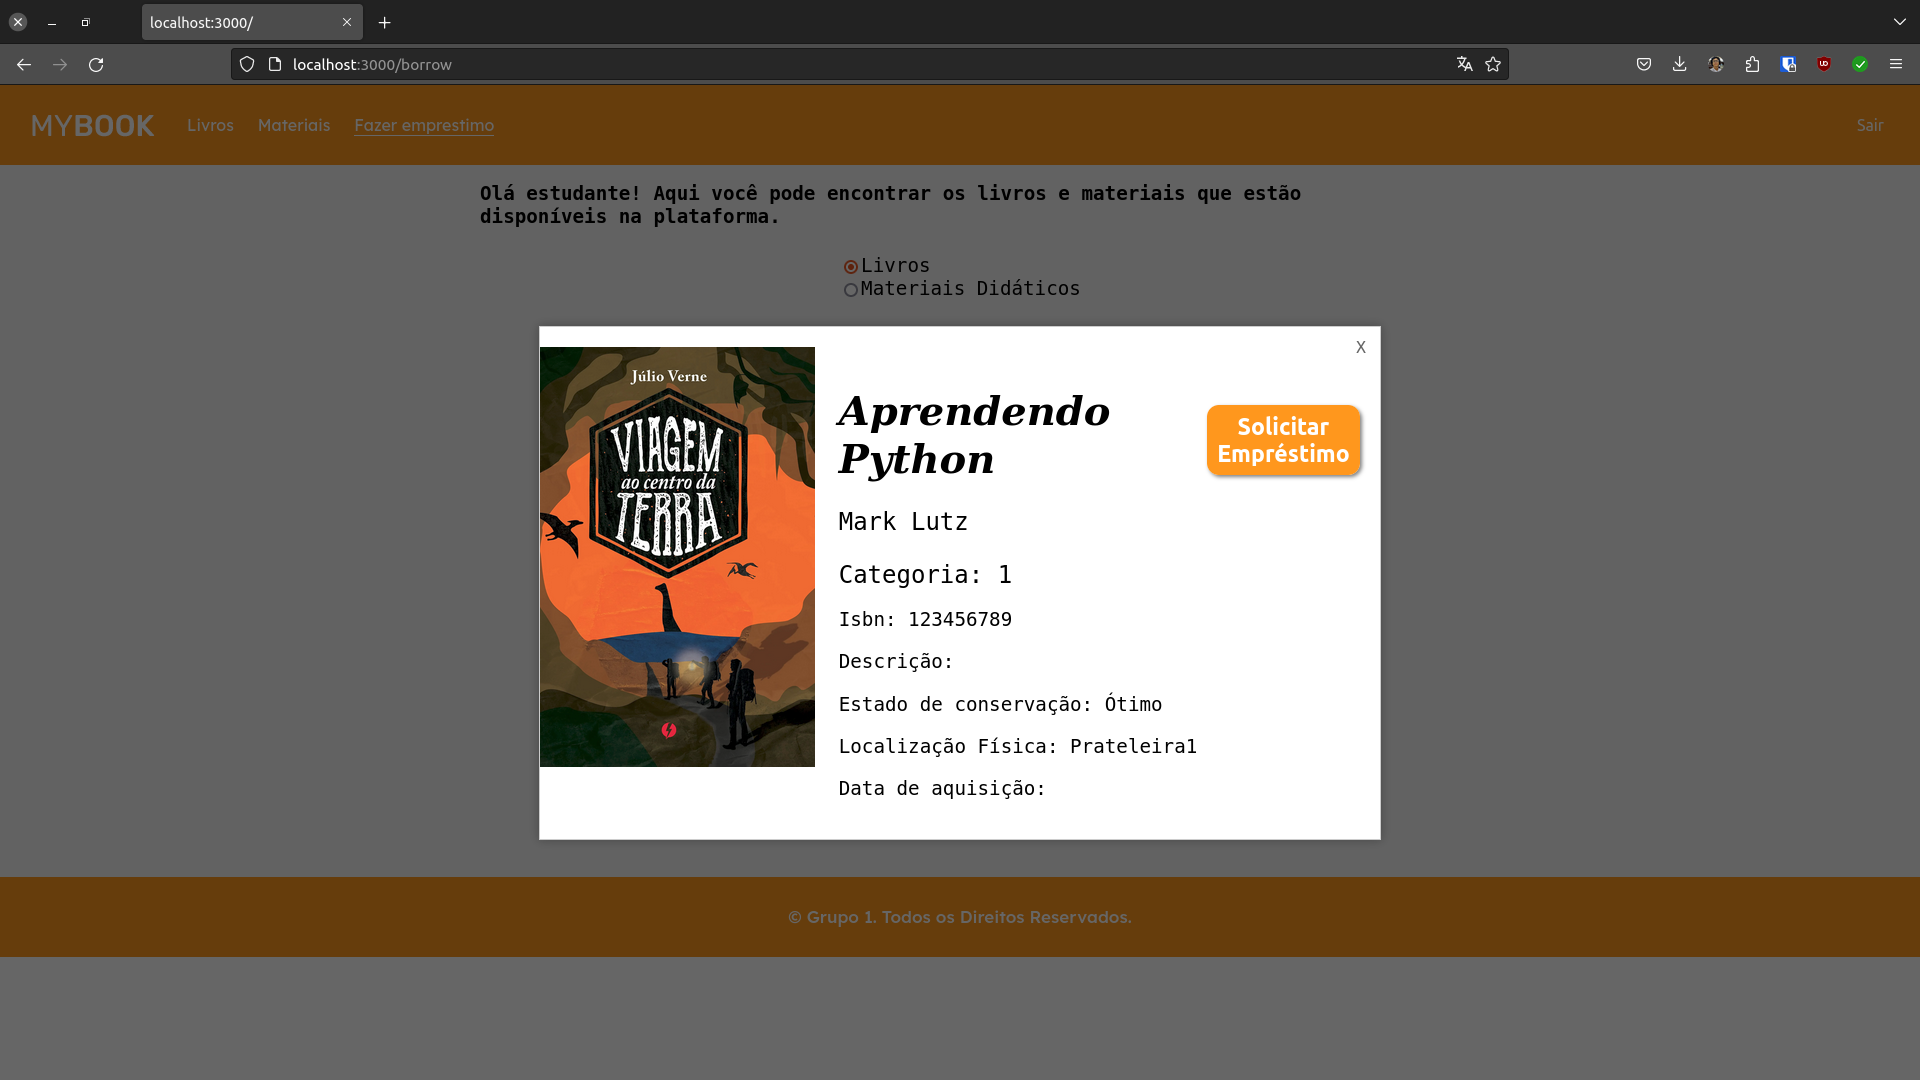 localhost:3000/
localhost:3000/borrow
MYBOOK Livros Materiais Fazer emprestimo Sair
Olá estudante! Aqui você pode encontrar os livros e materiais que estão
disponíveis na plataforma.
Livros
Materiais Didáticos
X
Júlio Verne
VIAGEM
ao centro da
TERRA
Aprendendo
Python
Solicitar
Empréstimo
Mark Lutz
Categoria: 1
Isbn: 123456789
Descrição:
Estado de conservação: Ótimo
Localização Física: Prateleira1
Data de aquisição:
© Grupo 1. Todos os Direitos Reservados.